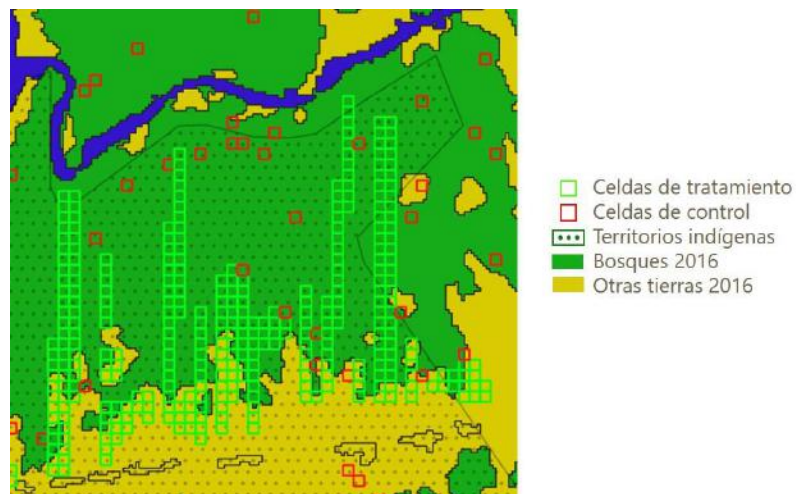 Celdas de tratamiento
Celdas de control
Territorios indígenas
Bosques 2016
Otras tierras 2016